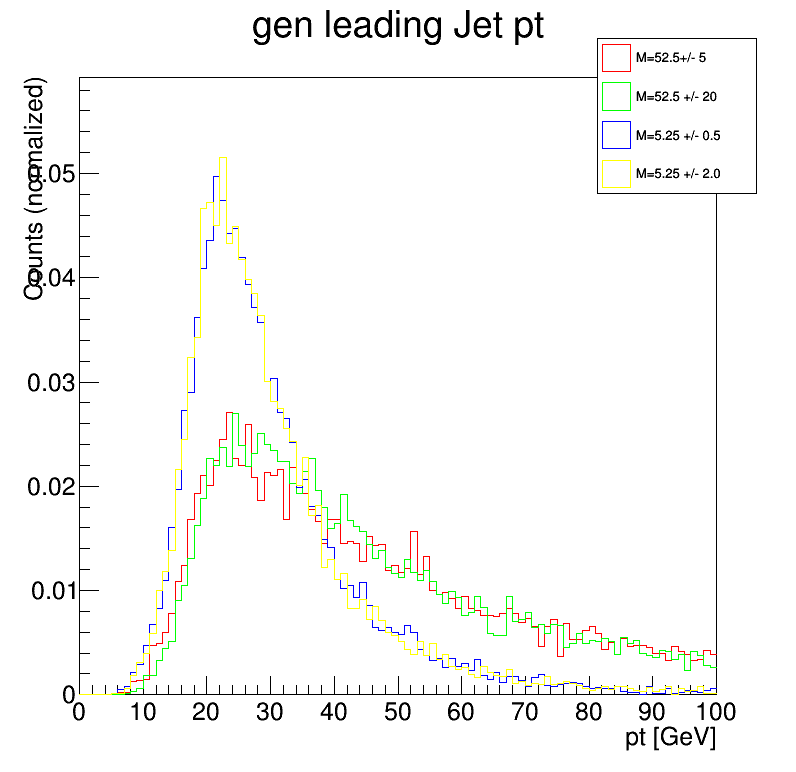 gen leading Jet pt
M=52.5+/- 5
M=52.5 +/- 20
M=5.25 +/- 0.5
M=5.25 +/- 2.0
Counts (normalized)
0.05
0.04
0.03
0.02
0.01
0
0 10 20 30 40 50 60 70 80 90 100
pt [GeV]